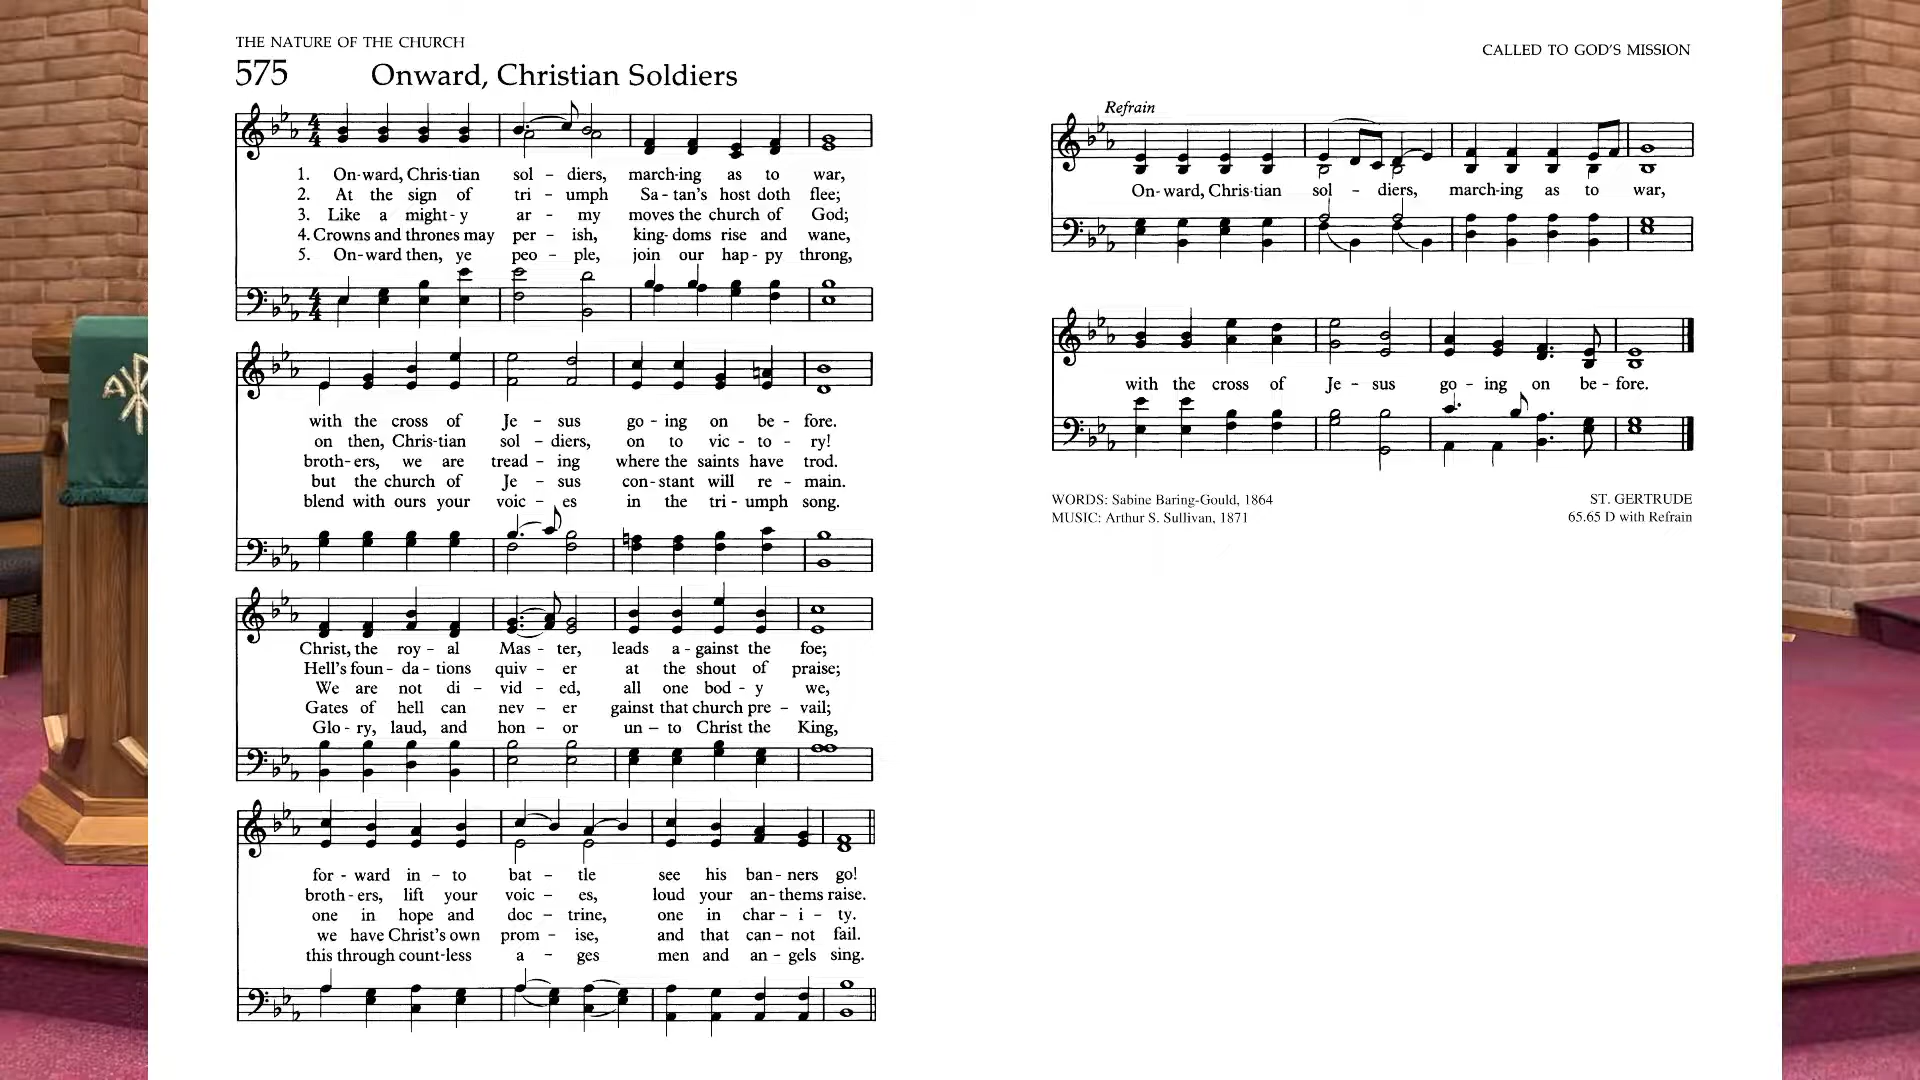 THE NATURE OF THE CHURCH
575 Onward, Christian Soldiers
1. On-ward, Chris-tian sol - diers, march-ing as to war,
2. At the sign of tri - umph Sa-tan's host doth flee;
3. Like a might-y ar - my moves the church of God;
4. Crowns and thrones may per - ish, king-doms rise and wane,
5. On-ward then, ye peo - ple, join our hap-py throng,
with the cross of Je - sus go-ing on be - fore.
on then, Chris-tian sol - diers, on to vic - to - ry!
broth-ers, we are tread - ing where the saints have trod.
but the church of Je - sus con-stant will re - main.
blend with ours your voic - es in the tri - umph song.
Christ, the roy - al Mas - ter, leads a-gainst the foe;
Hell's foun-da-tions quiv - er at the shout of praise;
We are not di - vid - ed, all one bod - y we,
Gates of hell can nev - er gainst that church pre - vail;
Glo - ry, laud, and hon - or un - to Christ the King,
for - ward in - to bat - tle see his ban-ners go!
broth-ers, lift your voic - es, loud your an-thems raise.
one in hope and doc - trine, one in char - i - ty.
we have Christ's own prom - ise, and that can-not fail.
this through count-less a - ges men and an - gels sing.
CALLED TO GOD'S MISSION
Refrain
On-ward, Chris-tian sol - diers, march-ing as to war,
with the cross of Je - sus go - ing on be - fore.
WORDS: Sabine Baring-Gould, 1864
MUSIC: Arthur S. Sullivan, 1871
ST. GERTRUDE
65.65 D with Refrain